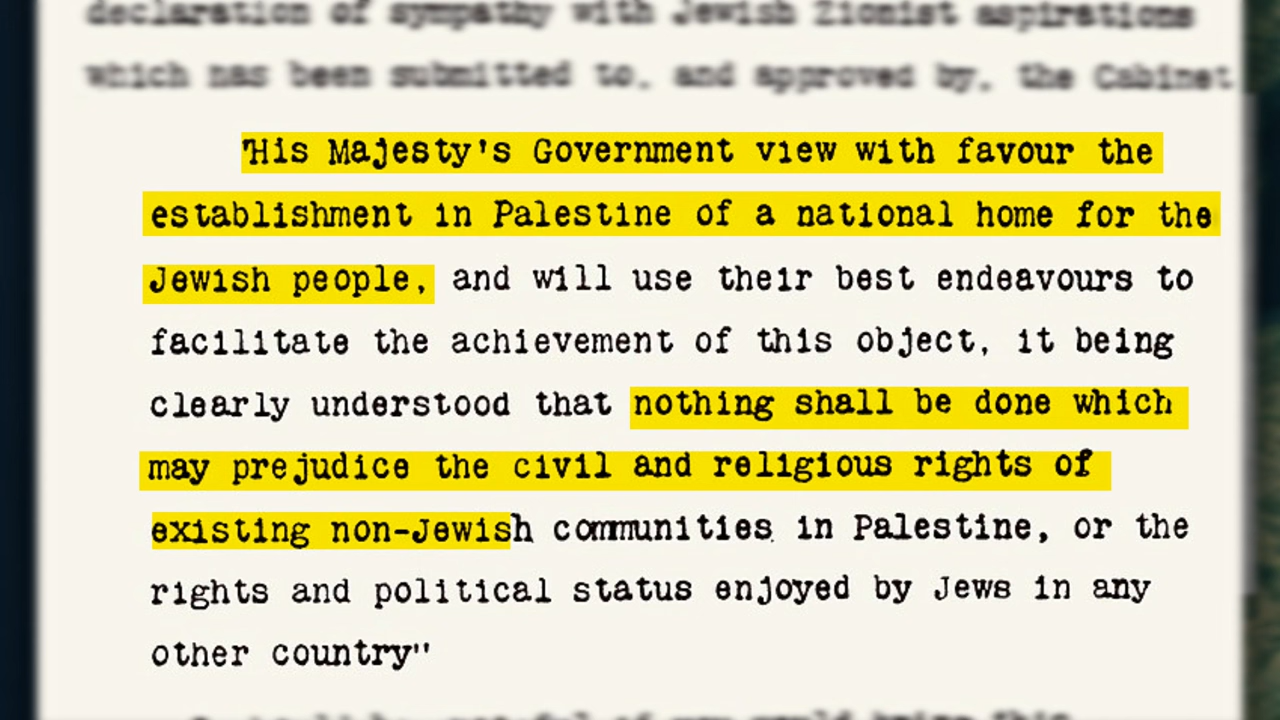 declaration of sympathy with Jewish Zionist aspirations
which has been submitted to, and approved by, the Cabinet
"His Majesty's Government view with favour the
establishment in Palestine of a national home for the
Jewish people, and will use their best endeavours to
facilitate the achievement of this object, it being
clearly understood that nothing shall be done which
may prejudice the civil and religious rights of
existing non-Jewish communities in Palestine, or the
rights and political status enjoyed by Jews in any
other country"